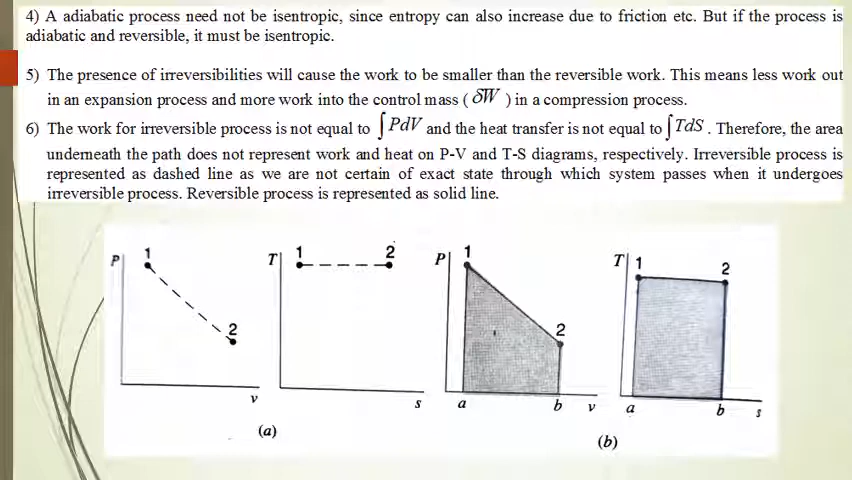 4) A adiabatic process need not be isentropic, since entropy can also increase due to friction etc. But if the process is
adiabatic and reversible, it must be isentropic.
5) The presence of irreversibilities will cause the work to be smaller than the reversible work. This means less work out
in an expansion process and more work into the control mass ( δW ) in a compression process.
6) The work for irreversible process is not equal to ∫PdV and the heat transfer is not equal to ∫TdS . Therefore, the area
underneath the path does not represent work and heat on P-V and T-S diagrams, respectively. Irreversible process is
represented as dashed line as we are not certain of exact state through which system passes when it undergoes
irreversible process. Reversible process is represented as solid line.
P 1 2 v
T 1 2 s
(a)
P 1 2 a b v
T 1 2 a b s
(b)